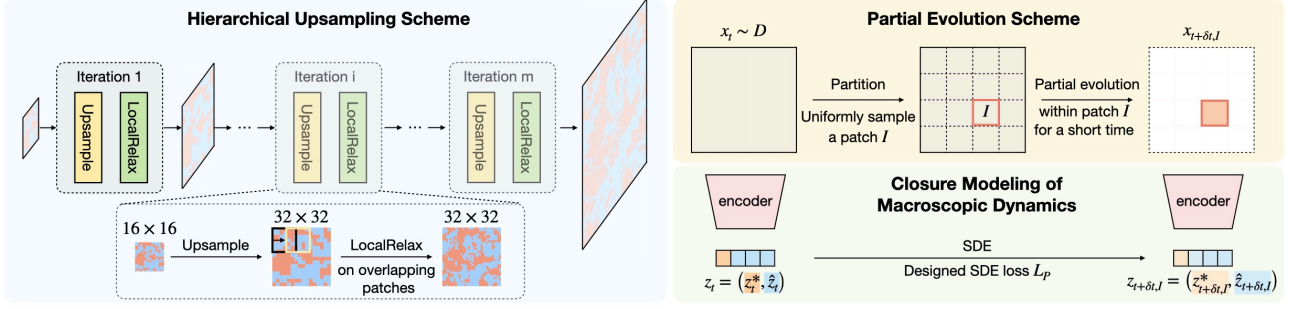 Hierarchical Upsampling Scheme
Iteration 1
Upsample
LocalRelax
...
Iteration i
Upsample
LocalRelax
...
Iteration m
Upsample
LocalRelax
16 × 16
Upsample
32 × 32
LocalRelax
on overlapping
patches
32 × 32
Partial Evolution Scheme
x_t ∼ D
Partition
Uniformly sample
a patch I
I
Partial evolution
within patch I
for a short time
x_{t+δt,I}
Closure Modeling of
Macroscopic Dynamics
encoder
encoder
SDE
Designed SDE loss L_P
z_t = (z_t^*, ẑ_t)
z_{t+δt,I} = (z^*_{t+δt,I}, ẑ_{t+δt,I})